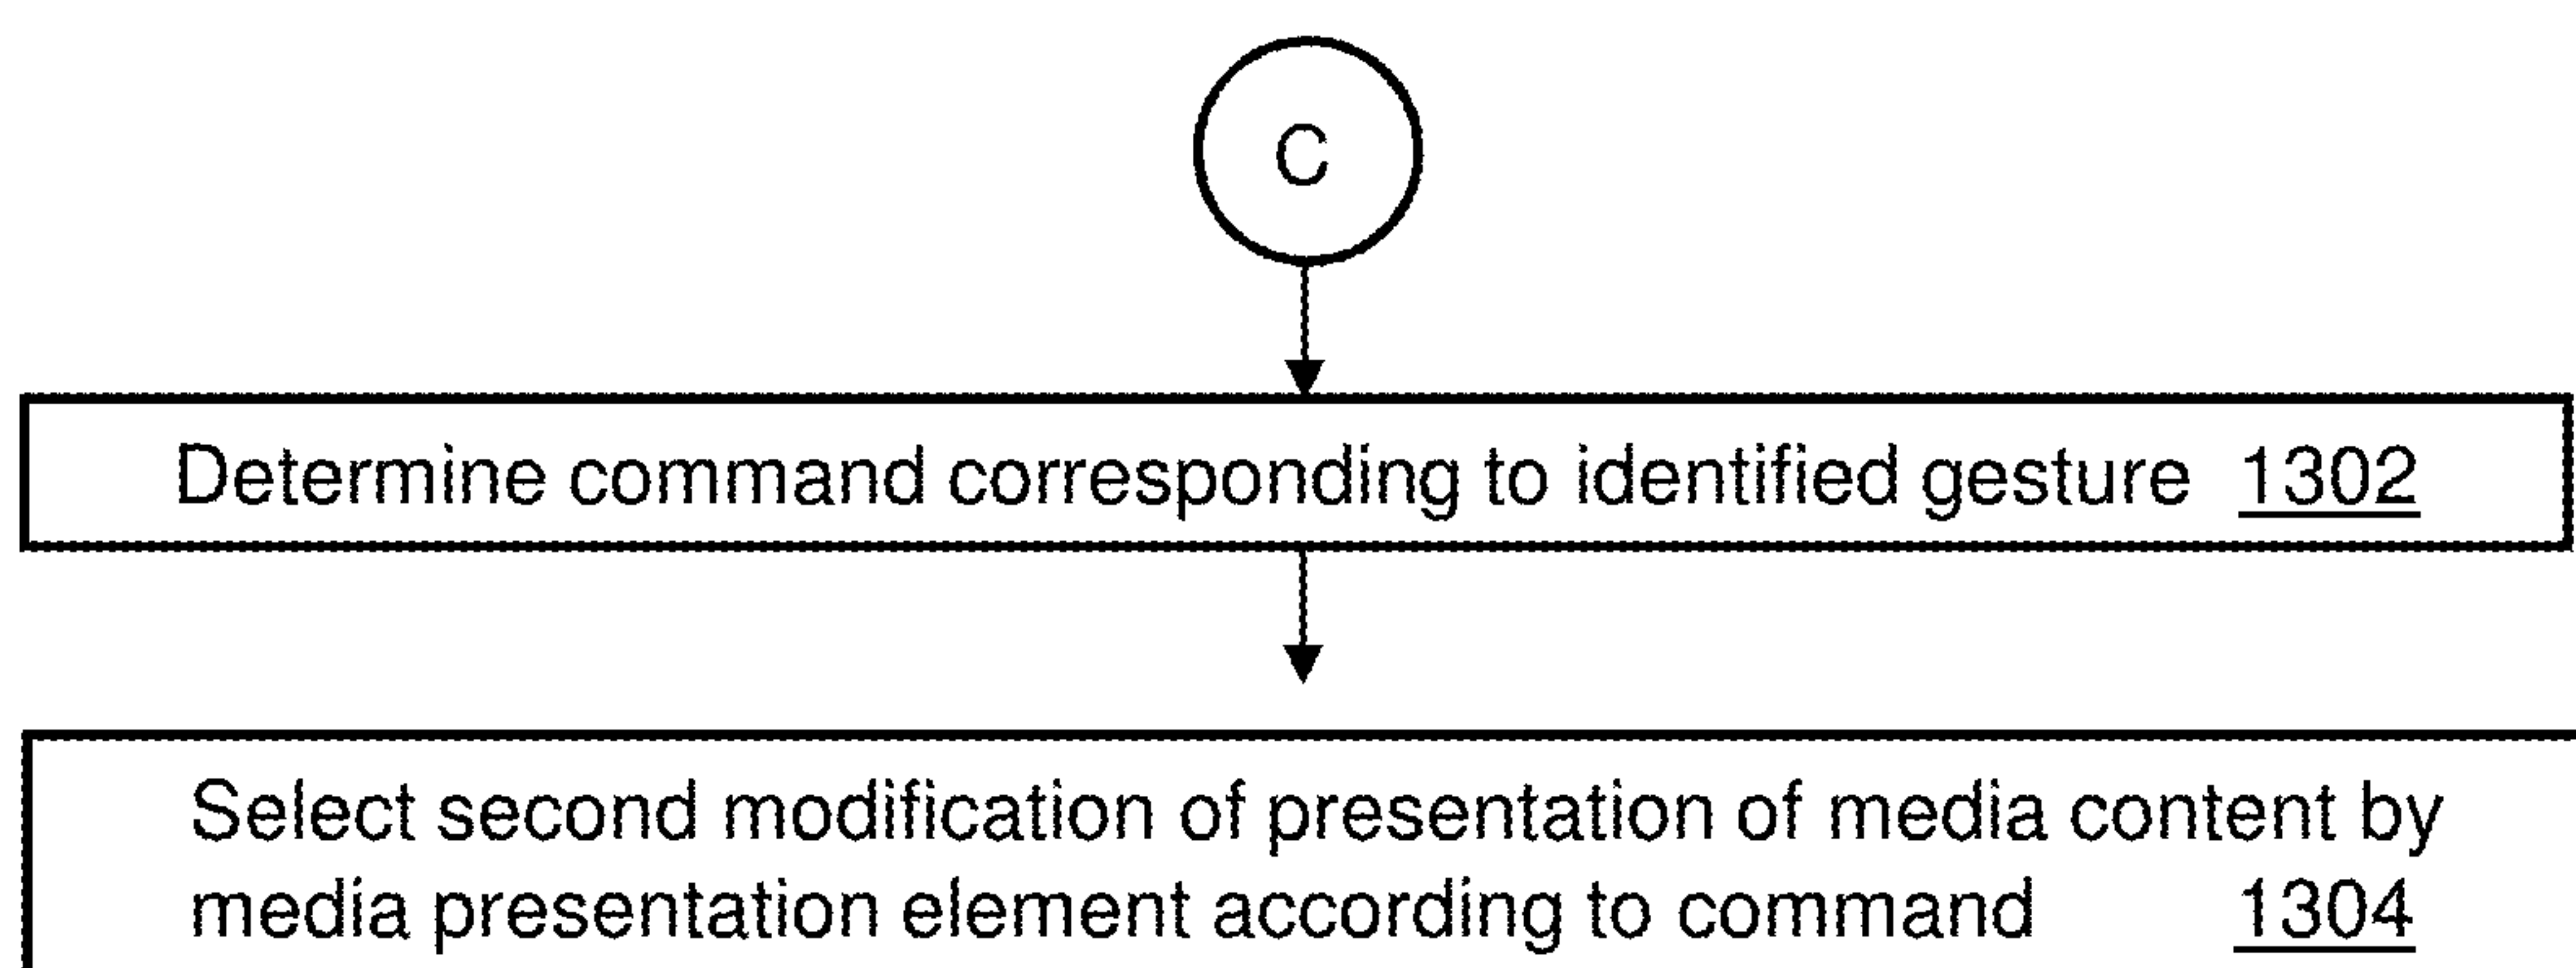 C
Determine command corresponding to identified gesture 1302
Select second modification of presentation of media content by
media presentation element according to command 1304